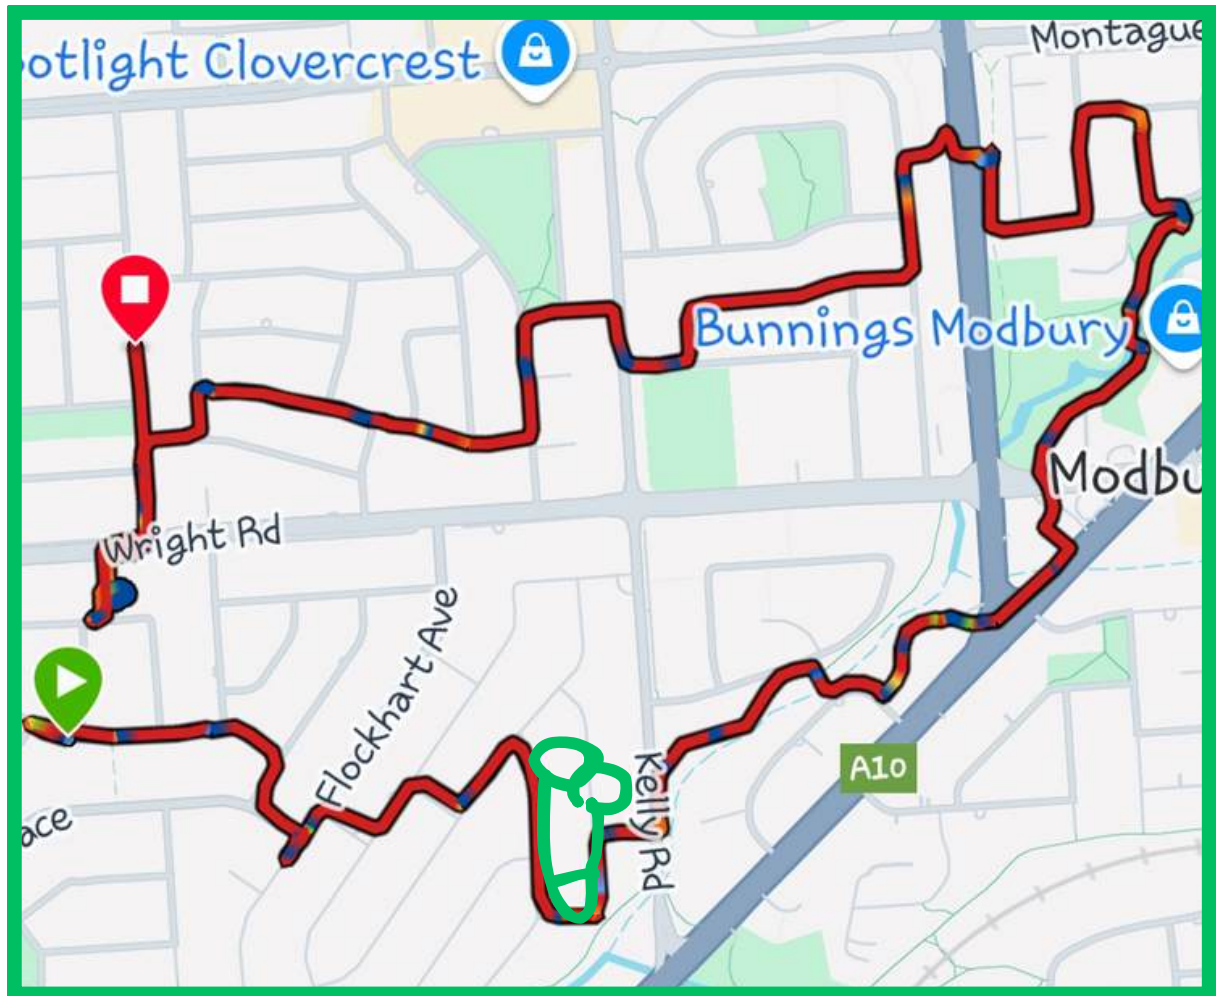 Montague
otlight Clovercrest
Bunnings Modbury
Modbu
Wright Rd
Flockhart Ave
Kelly Rd
A10
ace